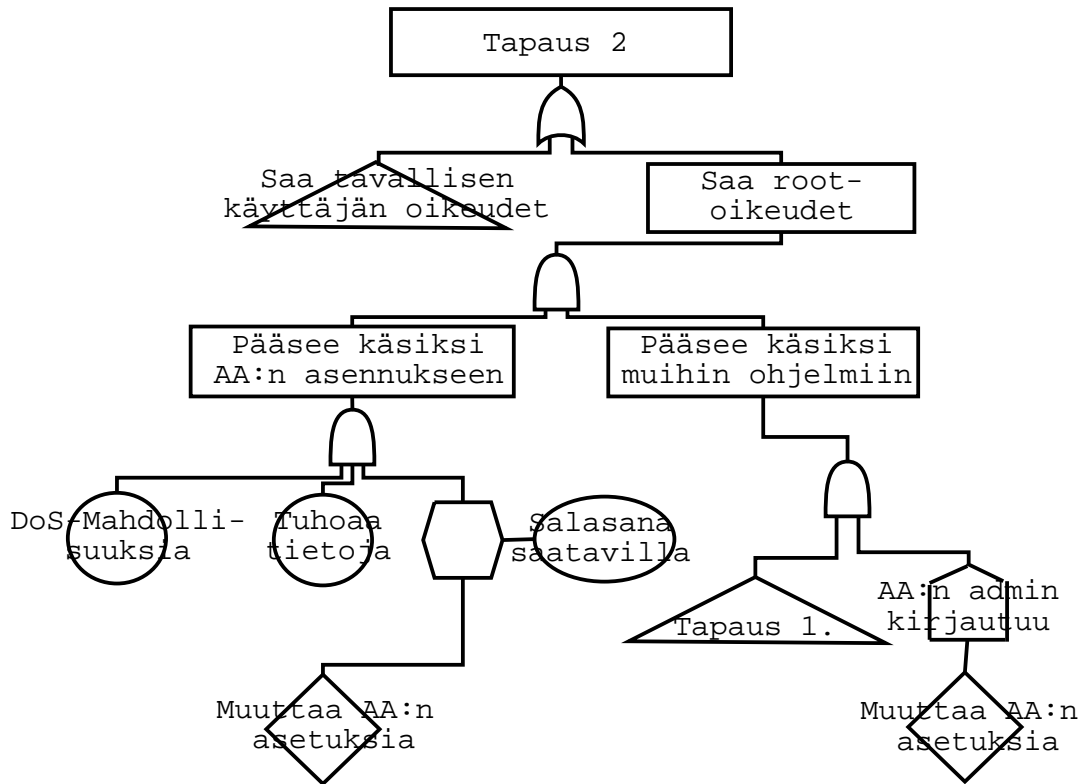 Tapaus 2
Saa tavallisen
käyttäjän oikeudet
Saa root-
oikeudet
Pääsee käsiksi
AA:n asennukseen
Pääsee käsiksi
muihin ohjelmiin
DoS-Mahdolli-
suuksia
Tuhoaa
tietoja
Salasana
saatavilla
Tapaus 1.
AA:n admin
kirjautuu
Muuttaa AA:n
asetuksia
Muuttaa AA:n
asetuksia